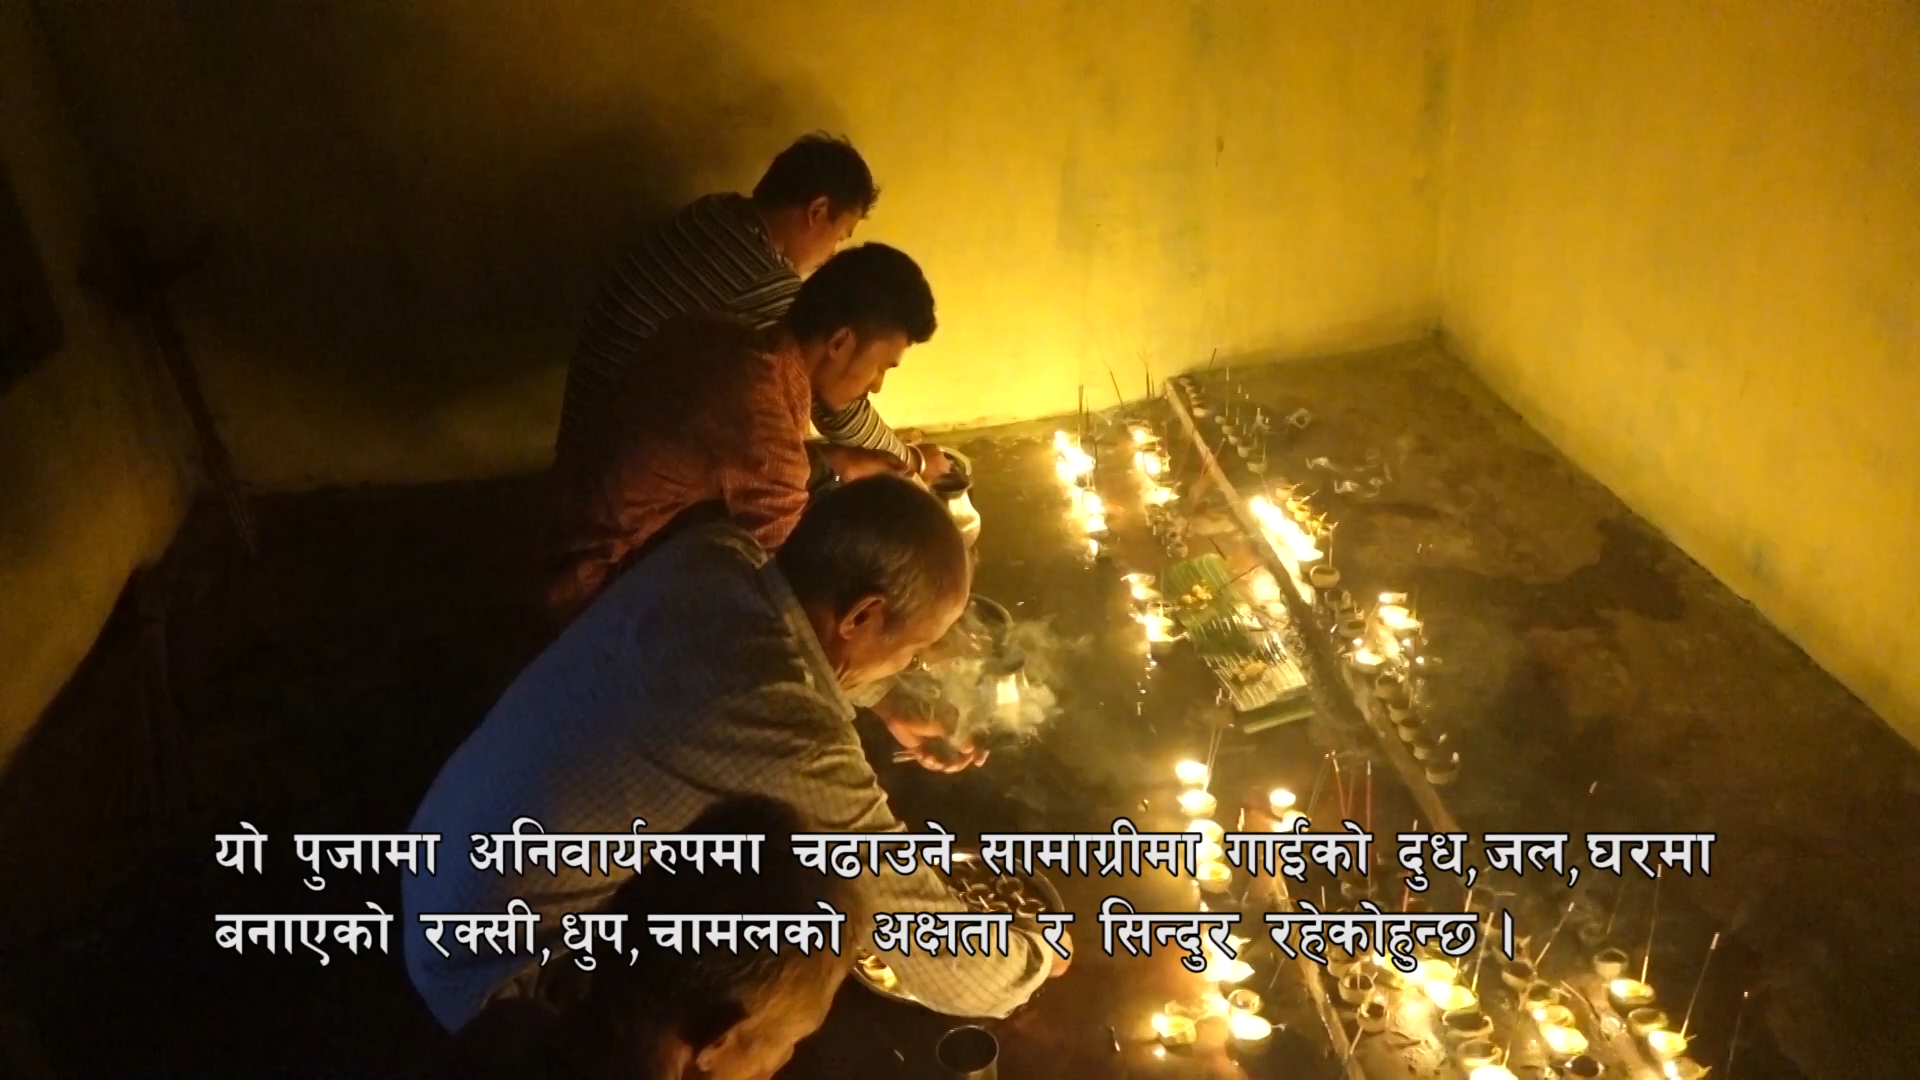 यो पुजामा अनिवार्यरुपमा चढाउने सामाग्रीमा गाईको दुध,जल,घरमा
बनाएको रक्सी,धुप,चामलको अक्षता र सिन्दुर रहेकोहुन्छ ।